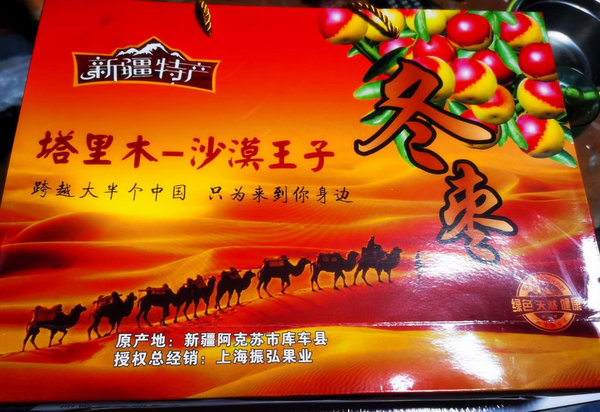 新疆特产
冬枣
塔里木-沙漠王子
跨越大半个中国 只为来到你身边
绿色 天然 健康
原产地：新疆阿克苏市库车县
授权总经销：上海振弘果业